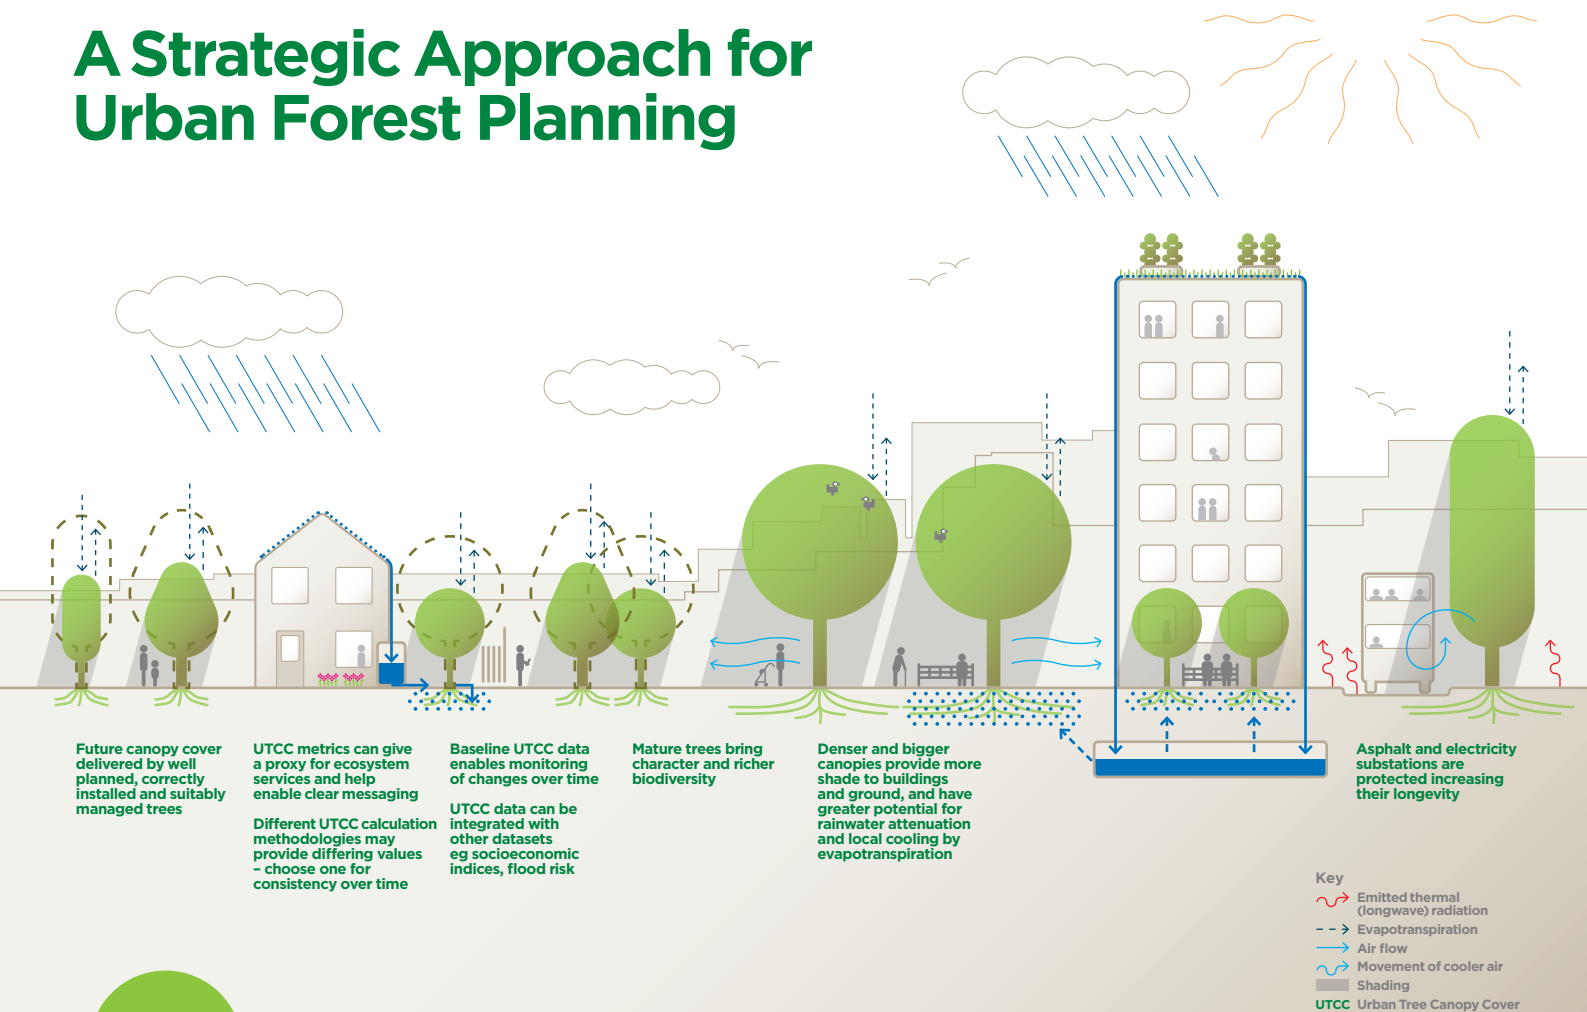 A Strategic Approach for
Urban Forest Planning
Future canopy cover
delivered by well
planned, correctly
installed and suitably
managed trees
UTCC metrics can give
a proxy for ecosystem
services and help
enable clear messaging
Different UTCC calculation
methodologies may
provide differing values
– choose one for
consistency over time
Baseline UTCC data
enables monitoring
of changes over time
UTCC data can be
integrated with
other datasets
eg socioeconomic
indices, flood risk
Mature trees bring
character and richer
biodiversity
Denser and bigger
canopies provide more
shade to buildings
and ground, and have
greater potential for
rainwater attenuation
and local cooling by
evapotranspiration
Asphalt and electricity
substations are
protected increasing
their longevity
Key
Emitted thermal
(longwave) radiation
Evapotranspiration
Air flow
Movement of cooler air
Shading
UTCC Urban Tree Canopy Cover